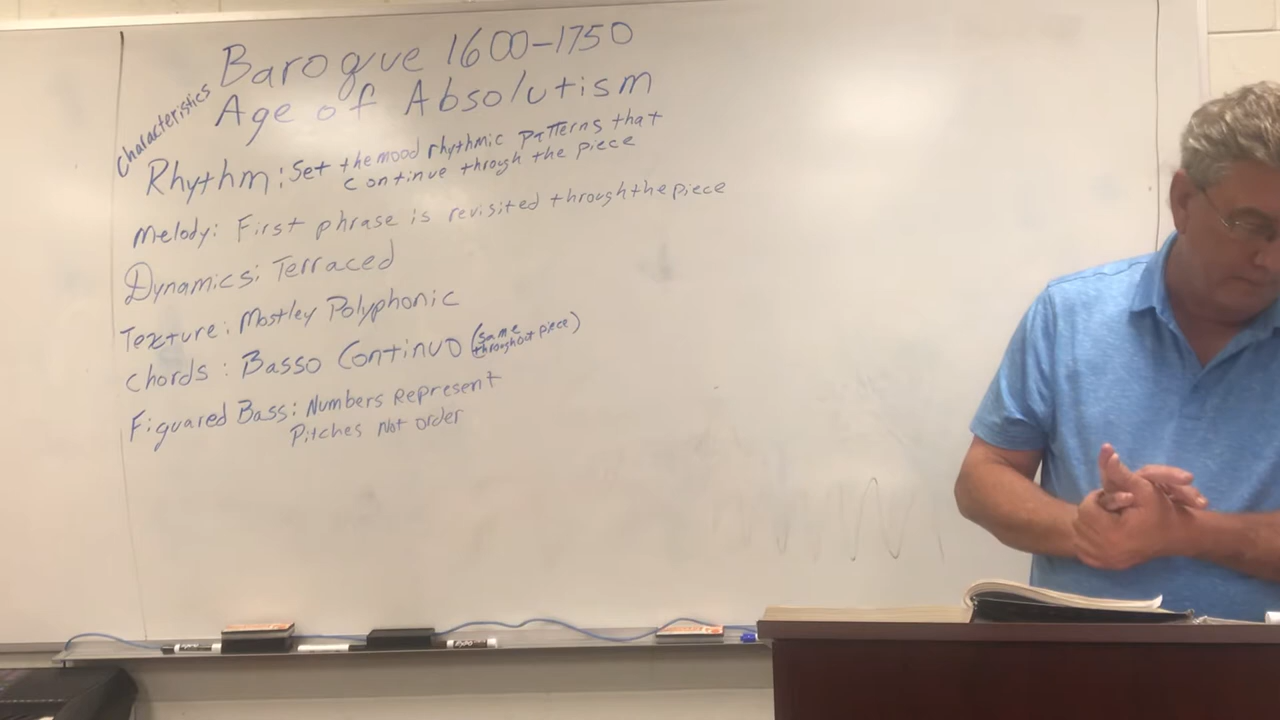 Baroque 1600-1750
Age of Absolutism
Characteristics
Rhythm: Set the mood rhythmic patterns that
continue through the piece
Melody: First phrase is revisited through the piece
Dynamics: Terraced
Texture: Mostley Polyphonic
Chords: Basso Continuo (same
throughout piece)
Figuared Bass: Numbers Represent
Pitches Not order